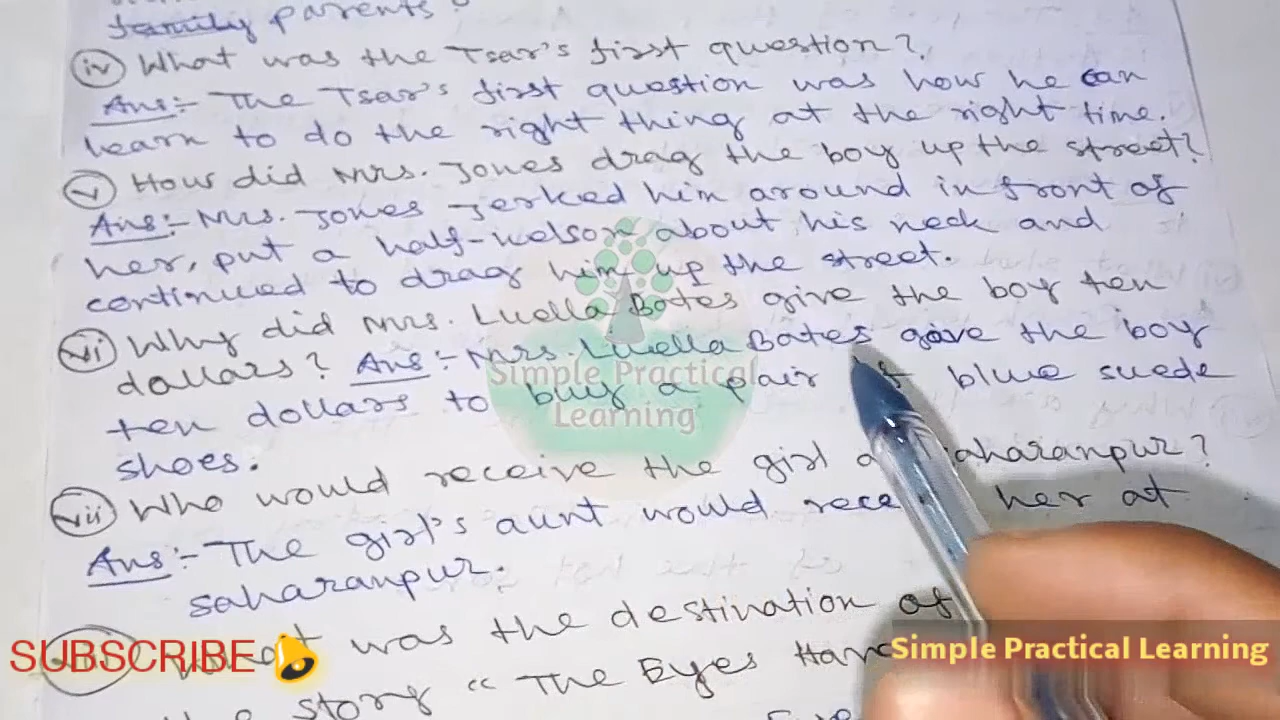 family parents
iv) What was the Tsar's first question?
Ans:- The Tsar's first question was how he can
learn to do the right thing at the right time.
v) How did Mrs. Jones drag the boy up the street?
Ans:- Mrs. Jones Jerked him around in front of
her, put a half-nelson about his neck and
continued to drag him up the street.
vi) Why did Mrs. Luella Bates give the boy ten
dollars? Ans:- Mrs. Luella Bates gave the boy
ten dollars to buy a pair of blue suede
shoes.
vii) Who would receive the girl Saharanpur?
Ans:- The girl's aunt would her at
saharanpur.
was the destination of
story "The Eyes
Simple Practical
Learning
SUBSCRIBE
Simple Practical Learning